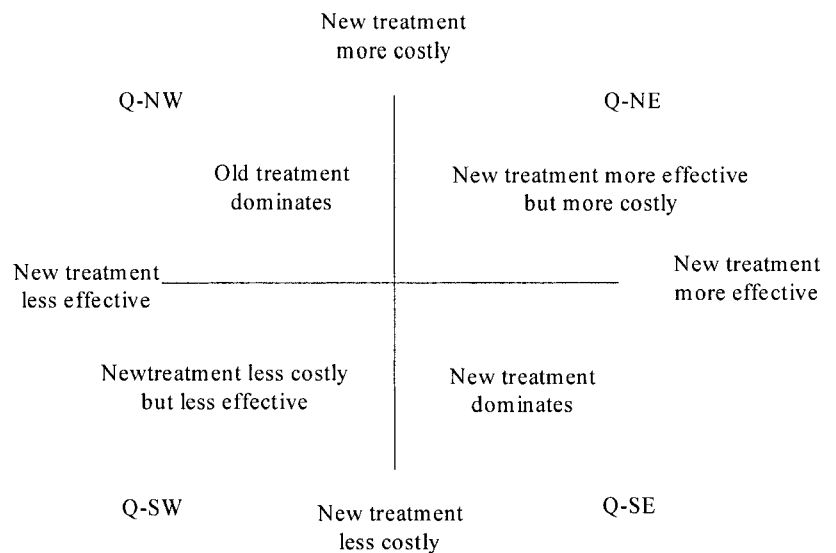 New treatment
more costly
Q-NW
Q-NE
Old treatment
dominates
New treatment more effective
but more costly
New treatment
less effective
New treatment
more effective
Newtreatment less costly
but less effective
New treatment
dominates
Q-SW
New treatment
less costly
Q-SE